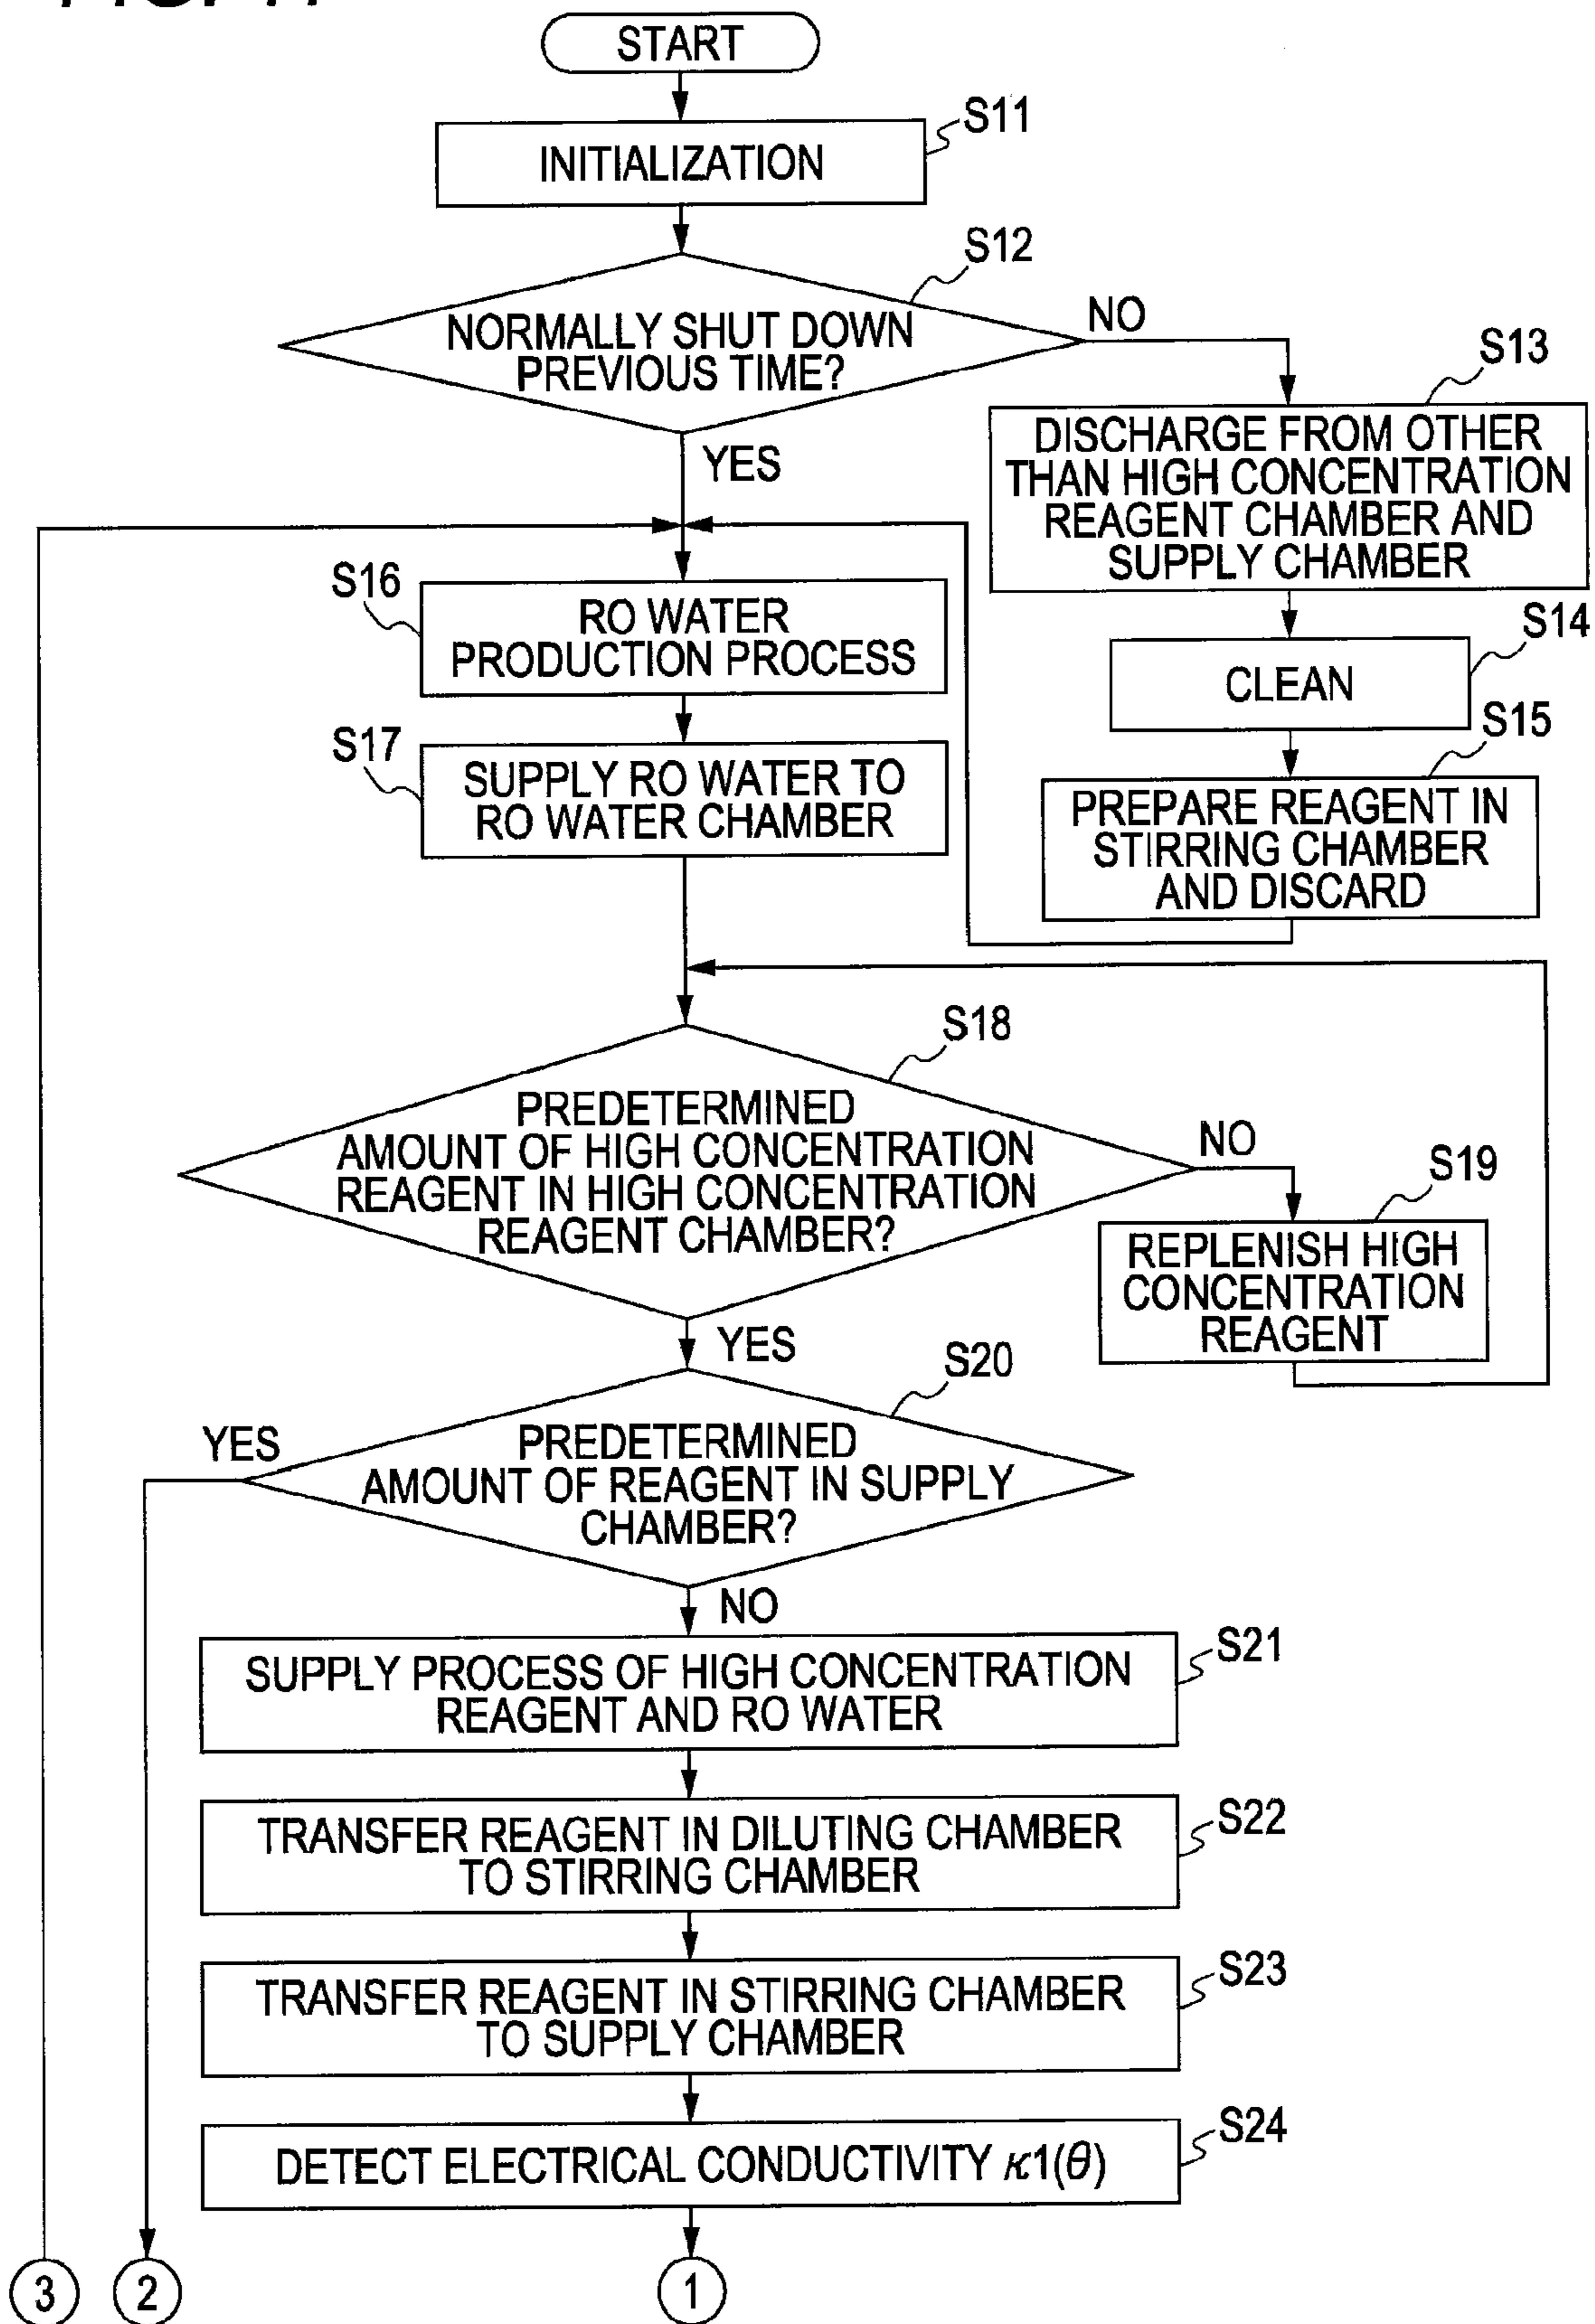 START
S11
INITIALIZATION
S12
NORMALLY SHUT DOWN
PREVIOUS TIME?
NO
YES
S13
DISCHARGE FROM OTHER
THAN HIGH CONCENTRATION
REAGENT CHAMBER AND
SUPPLY CHAMBER
S14
CLEAN
S15
PREPARE REAGENT IN
STIRRING CHAMBER
AND DISCARD
S16
RO WATER
PRODUCTION PROCESS
S17
SUPPLY RO WATER TO
RO WATER CHAMBER
S18
PREDETERMINED
AMOUNT OF HIGH CONCENTRATION
REAGENT IN HIGH CONCENTRATION
REAGENT CHAMBER?
NO
S19
REPLENISH HIGH
CONCENTRATION
REAGENT
YES
S20
YES
PREDETERMINED
AMOUNT OF REAGENT IN SUPPLY
CHAMBER?
NO
S21
SUPPLY PROCESS OF HIGH CONCENTRATION
REAGENT AND RO WATER
S22
TRANSFER REAGENT IN DILUTING CHAMBER
TO STIRRING CHAMBER
S23
TRANSFER REAGENT IN STIRRING CHAMBER
TO SUPPLY CHAMBER
S24
DETECT ELECTRICAL CONDUCTIVITY κ1(θ)
3
2
1